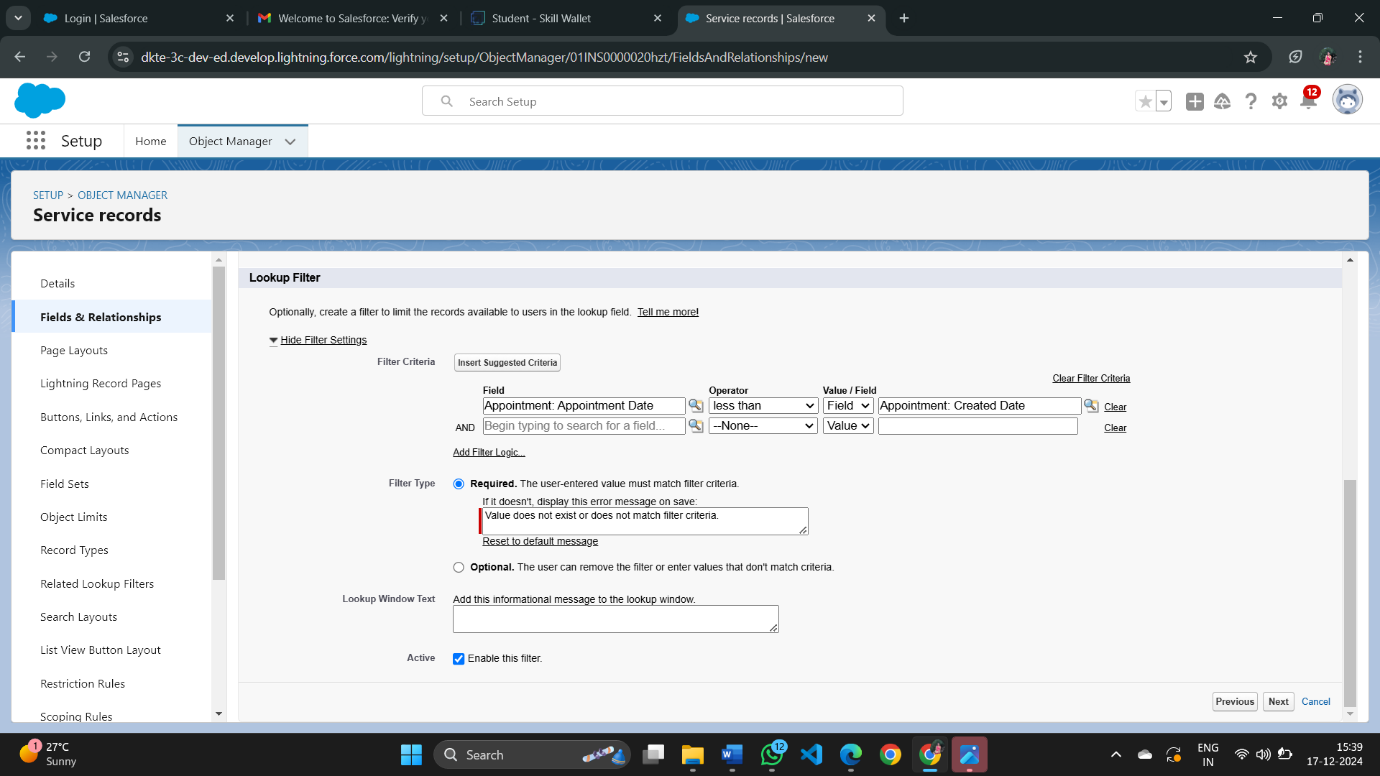 Login | Salesforce
Welcome to Salesforce: Verify y
Student - Skill Wallet
Service records | Salesforce
dkte-3c-dev-ed.develop.lightning.force.com/lightning/setup/ObjectManager/01INS0000020hzt/FieldsAndRelationships/new
Search Setup
12
Setup
Home
Object Manager
SETUP > OBJECT MANAGER
Service records
Details
Fields & Relationships
Page Layouts
Lightning Record Pages
Buttons, Links, and Actions
Compact Layouts
Field Sets
Object Limits
Record Types
Related Lookup Filters
Search Layouts
List View Button Layout
Restriction Rules
Scoping Rules
Lookup Filter
Optionally, create a filter to limit the records available to users in the lookup field. Tell me more!
Hide Filter Settings
Filter Criteria Insert Suggested Criteria
Clear Filter Criteria
Field Operator Value / Field
Appointment: Appointment Date less than Field Appointment: Created Date Clear
AND Begin typing to search for a field... --None-- Value Clear
Add Filter Logic...
Filter Type Required. The user-entered value must match filter criteria.
If it doesn't, display this error message on save:
Value does not exist or does not match filter criteria.
Reset to default message
Optional. The user can remove the filter or enter values that don't match criteria.
Lookup Window Text Add this informational message to the lookup window.
Active Enable this filter.
Previous Next Cancel
1
27°C
Sunny
Search
12
ENG
IN
15:39
17-12-2024